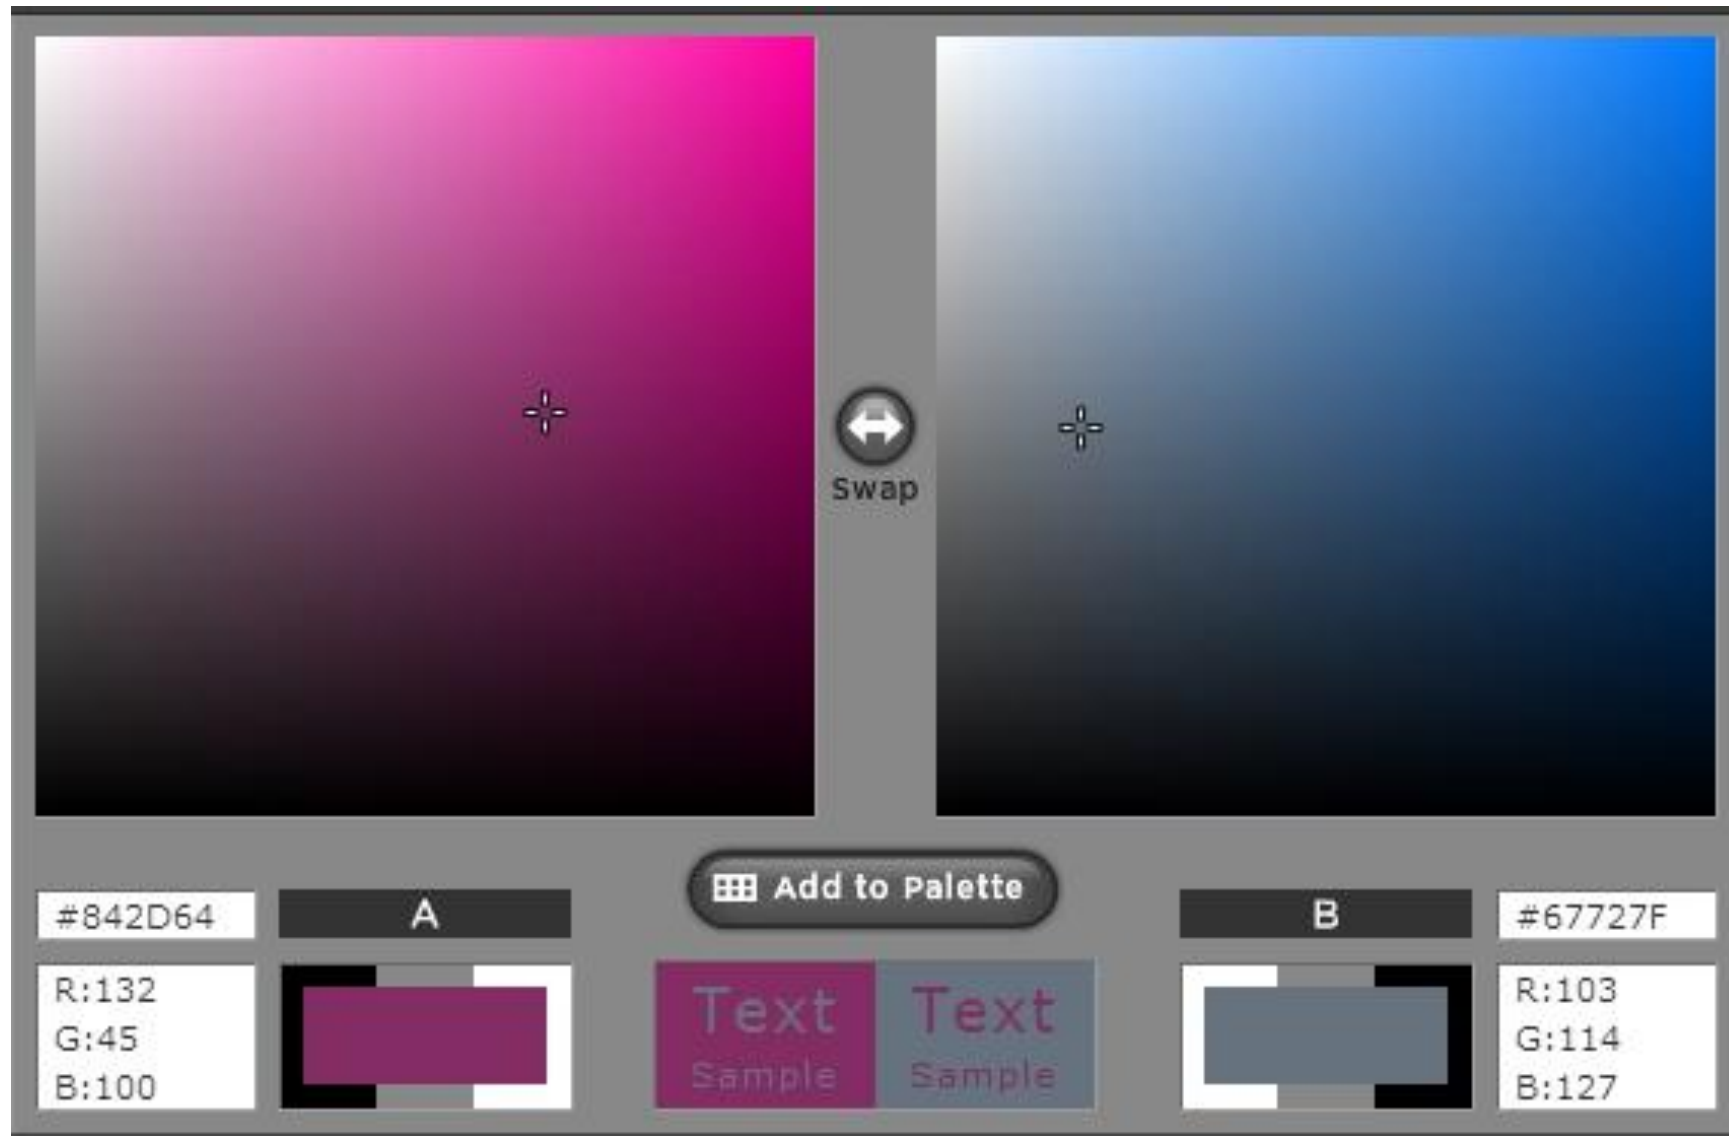 Swap
Add to Palette
#842D64
A
B
#67727F
R:132
G:45
B:100
Text
Sample
Text
Sample
R:103
G:114
B:127